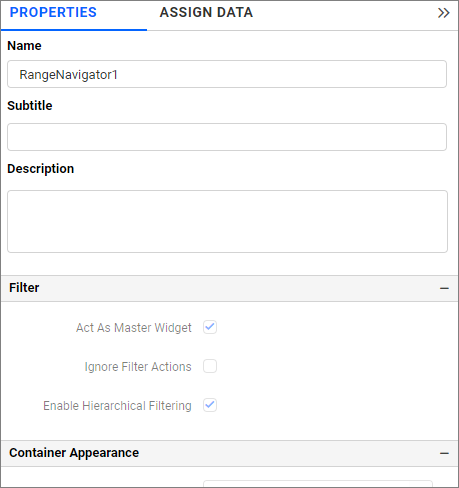 PROPERTIES ASSIGN DATA
Name
RangeNavigator1
Subtitle
Description
Filter
Act As Master Widget
Ignore Filter Actions
Enable Hierarchical Filtering
Container Appearance